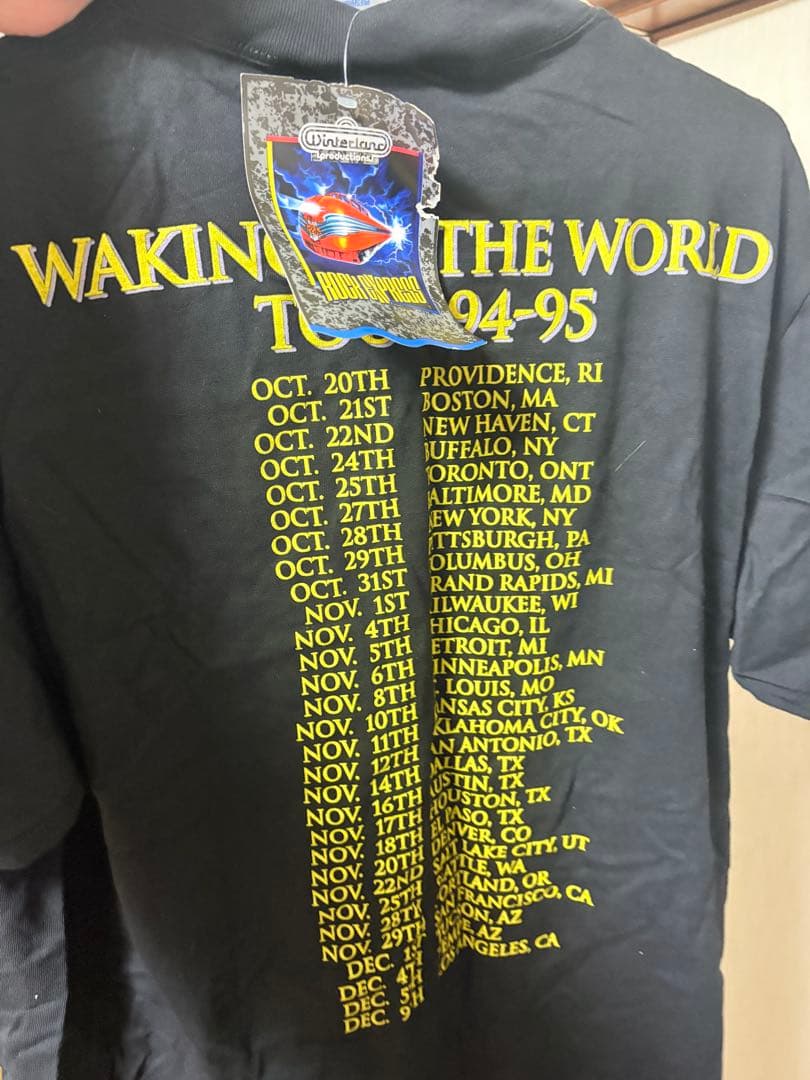 Winterland
productions
ROCK EXPRESS
WAKING THE WORLD
TO 94-95
OCT. 20TH PROVIDENCE, RI
OCT. 21ST BOSTON, MA
OCT. 22ND NEW HAVEN, CT
OCT. 24TH BUFFALO, NY
OCT. 25TH TORONTO, ONT
OCT. 27TH BALTIMORE, MD
OCT. 28TH NEW YORK, NY
OCT. 29TH PITTSBURGH, PA
OCT. 31ST COLUMBUS, OH
NOV. 1ST GRAND RAPIDS, MI
NOV. 4TH MILWAUKEE, WI
NOV. 5TH CHICAGO, IL
NOV. 6TH DETROIT, MI
NOV. 8TH MINNEAPOLIS, MN
NOV. 10TH ST. LOUIS, MO
NOV. 11TH KANSAS CITY, KS
NOV. 12TH OKLAHOMA CITY, OK
NOV. 14TH SAN ANTONIO, TX
NOV. 16TH DALLAS, TX
NOV. 17TH AUSTIN, TX
NOV. 18TH HOUSTON, TX
NOV. 20TH EL PASO, TX
NOV. 22ND DENVER, CO
NOV. 25TH SALT LAKE CITY, UT
NOV. 28TH SEATTLE, WA
NOV. 29TH PORTLAND, OR
DEC. 1ST SAN FRANCISCO, CA
DEC. 4TH AZ
DEC. 5TH AZ
DEC. 9TH LOS ANGELES, CA